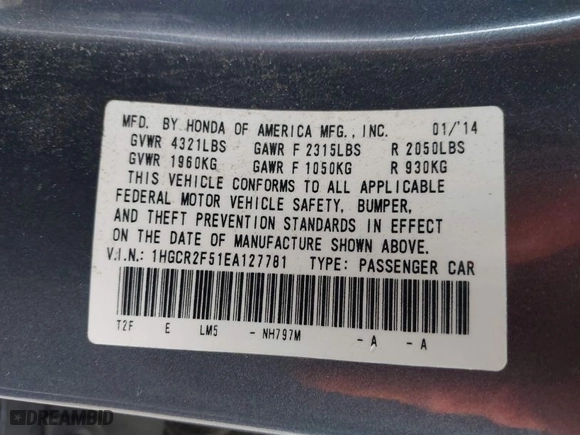 MFD. BY HONDA OF AMERICA MFG., INC. 01/'14
GVWR 4321LBS GAWR F 2315LBS R 2050LBS
GVWR 1960KG GAWR F 1050KG R 930KG
THIS VEHICLE CONFORMS TO ALL APPLICABLE
FEDERAL MOTOR VEHICLE SAFETY, BUMPER,
AND THEFT PREVENTION STANDARDS IN EFFECT
ON THE DATE OF MANUFACTURE SHOWN ABOVE.
V.I.N.: 1HGCR2F51EA127781 TYPE: PASSENGER CAR
T2F E LM5 - NH797M - A - A
DREAMBID